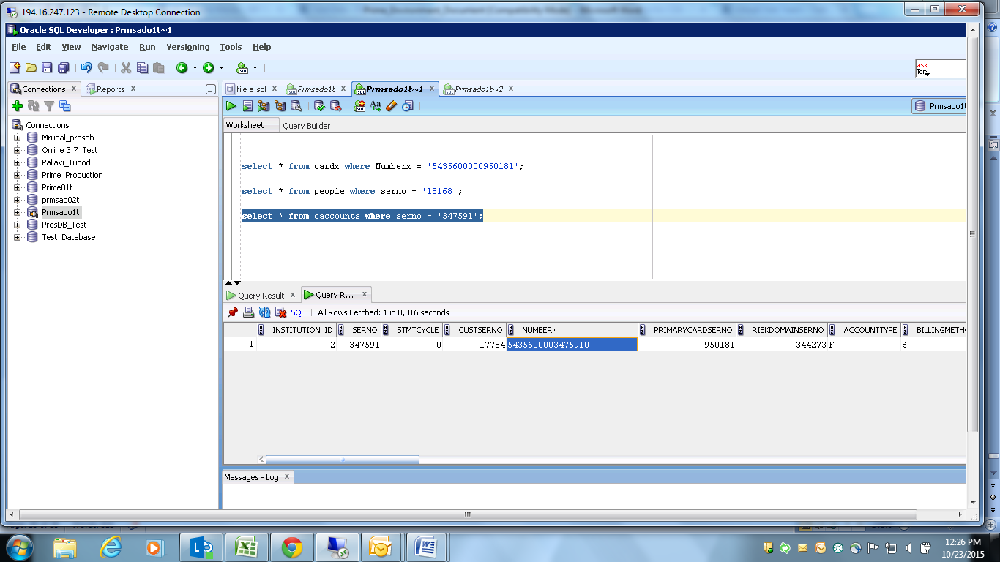 194.16.247.123 - Remote Desktop Connection
Oracle SQL Developer : Prmsado1t~1
File Edit View Navigate Run Versioning Tools Help
ask
Tom
Connections Reports
file a.sql Prmsado1t Prmsado1t~1 Prmsado1t~2
Prmsado1t
Worksheet Query Builder
Connections
Mrunal_prosdb
Online 3.7_Test
Pallavi_Tripod
Prime_Production
Prime01t
prmsad02t
Prmsado1t
ProsDB_Test
Test_Database
select * from cardx where Numberx = '5435600000950181';
select * from people where serno = '18168';
select * from caccounts where serno = '347591';
Query Result Query R...
SQL All Rows Fetched: 1 in 0,016 seconds
INSTITUTION_ID SERNO STMTCYCLE CUSTSERNO NUMBERX PRIMARYCARDSERNO RISKDOMAINSERNO ACCOUNTTYPE BILLINGMETHO
1 2 347591 0 17784 5435600003475910 950181 344273 F S
Messages - Log
12:26 PM
10/23/2015